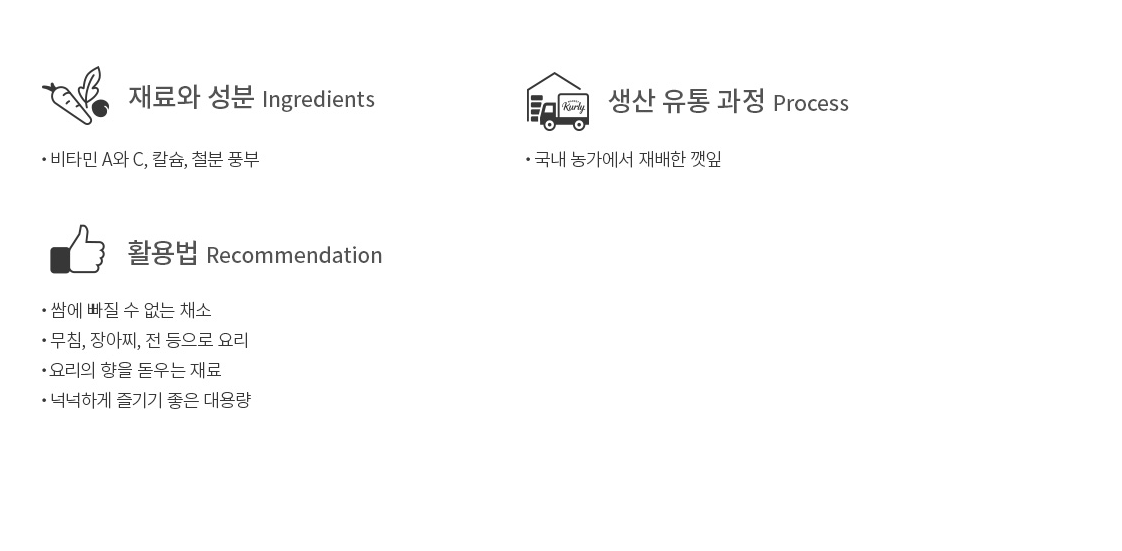 재료와 성분 Ingredients
• 비타민 A와 C, 칼슘, 철분 풍부
Kurly
생산 유통 과정 Process
• 국내 농가에서 재배한 깻잎
활용법 Recommendation
• 쌈에 빠질 수 없는 채소
• 무침, 장아찌, 전 등으로 요리
• 요리의 향을 돋우는 재료
• 넉넉하게 즐기기 좋은 대용량